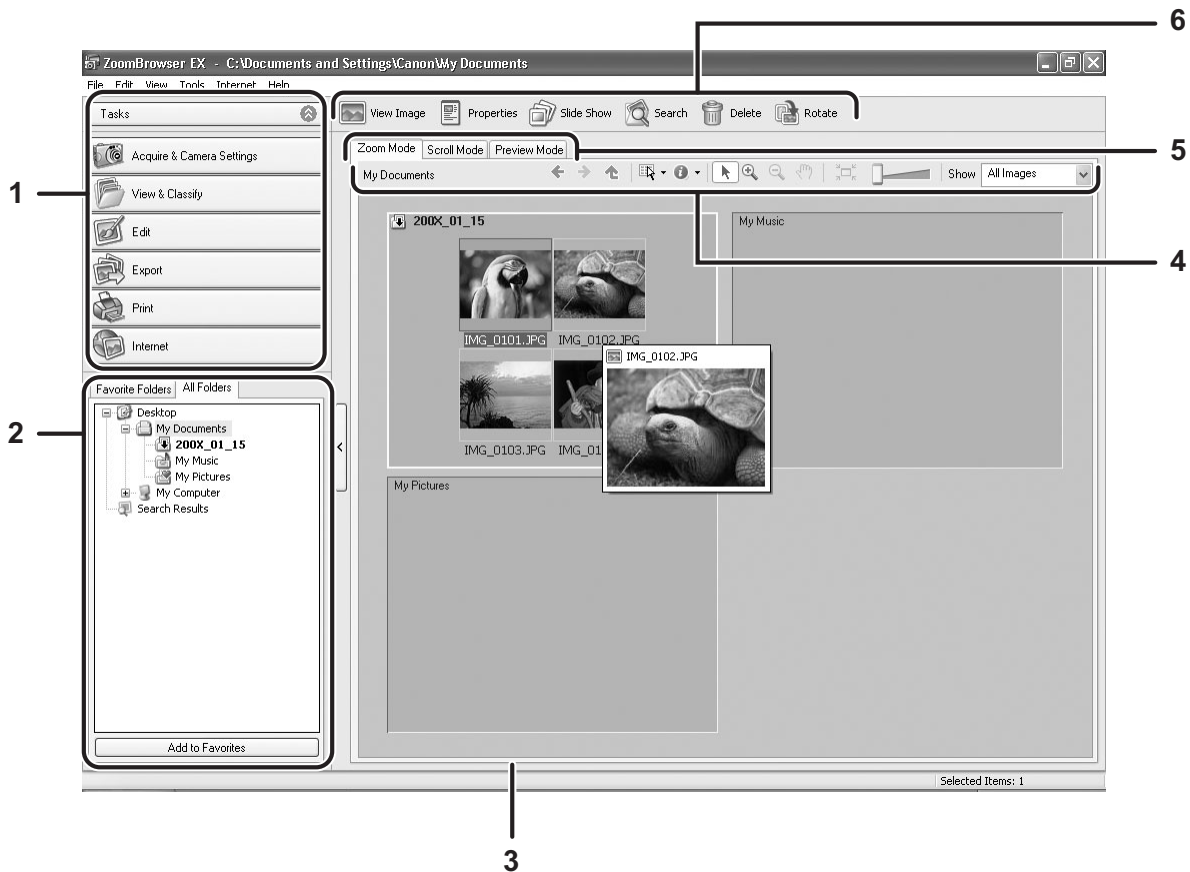 6
ZoomBrowser EX - C:\Documents and Settings\Canon\My Documents
File Edit View Tools Internet Help
Tasks
View Image Properties Slide Show Search Delete Rotate
Zoom Mode Scroll Mode Preview Mode
5
Acquire & Camera Settings
My Documents
Show All Images
1
View & Classify
200X_01_15
My Music
Edit
4
Export
Print
IMG_0101.JPG IMG_0102.JPG
Internet
IMG_0102.JPG
Favorite Folders All Folders
Desktop
2
My Documents
200X_01_15
IMG_0103.JPG IMG_01
My Music
My Pictures
My Pictures
My Computer
Search Results
Add to Favorites
Selected Items: 1
3